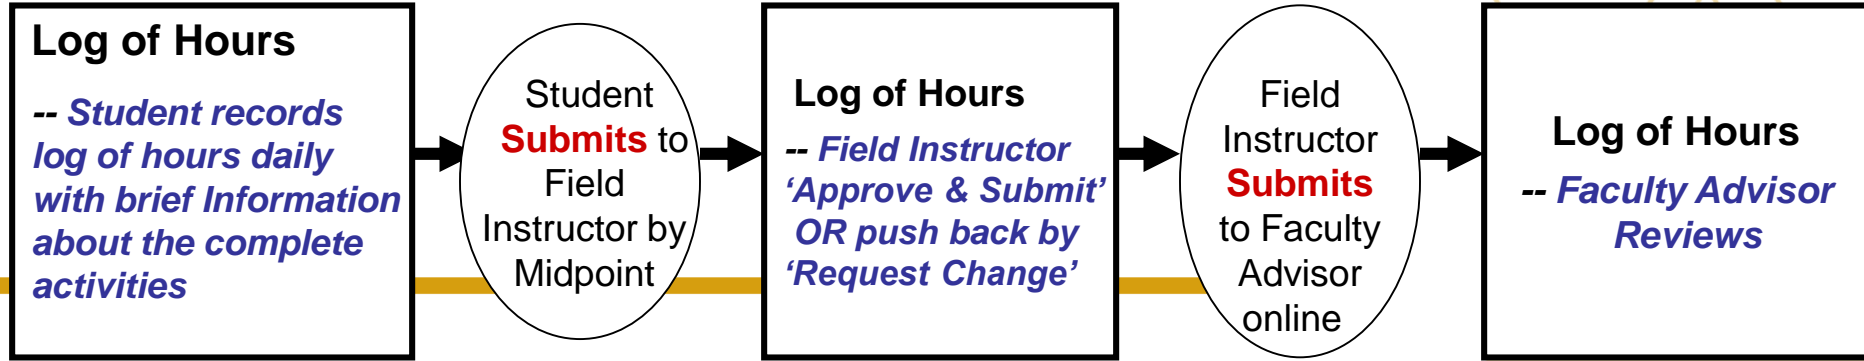 Log of Hours
-- Student records
log of hours daily
with brief Information
about the complete
activities
Student
Submits to
Field
Instructor by
Midpoint
Log of Hours
-- Field Instructor
‘Approve & Submit’
OR push back by
‘Request Change’
Field
Instructor
Submits
to Faculty
Advisor
online
Log of Hours
-- Faculty Advisor
Reviews